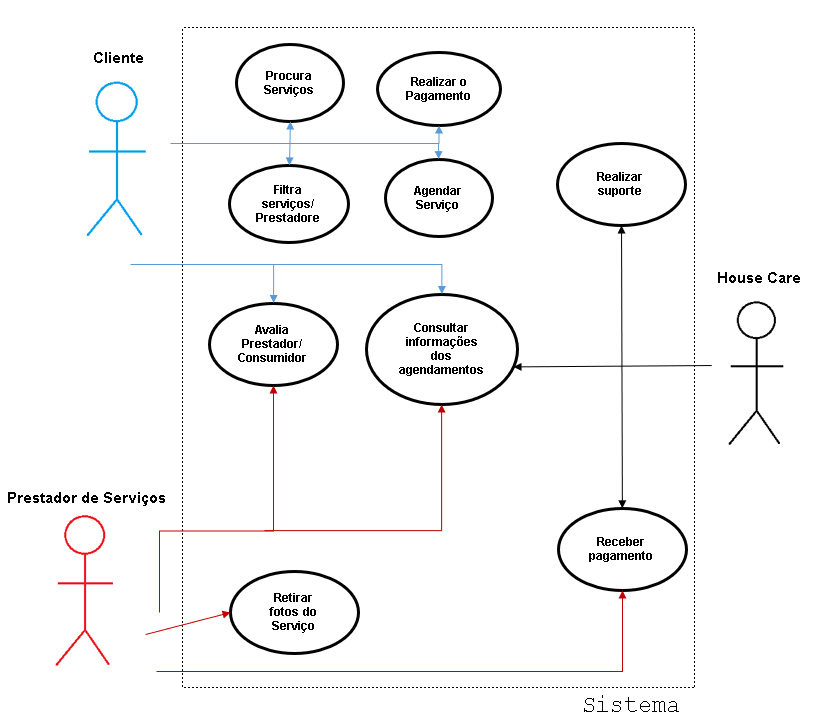 Cliente
Procura
Serviços
Realizar o
Pagamento
Filtra
serviços/
Prestadore
Agendar
Serviço
Realizar
suporte
House Care
Avalia
Prestador/
Consumidor
Consultar
informações
dos
agendamentos
Prestador de Serviços
Receber
pagamento
Retirar
fotos do
Serviço
Sistema